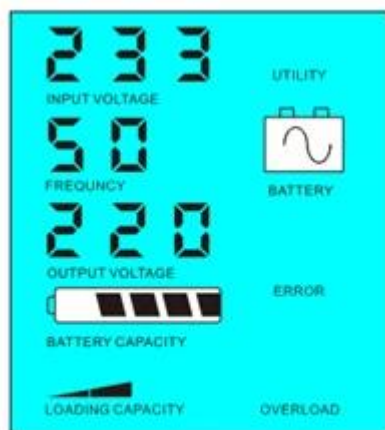 233
UTILITY
INPUT VOLTAGE
50
FREQUNCY
BATTERY
220
OUTPUT VOLTAGE
ERROR
BATTERY CAPACITY
LOADING CAPACITY
OVERLOAD